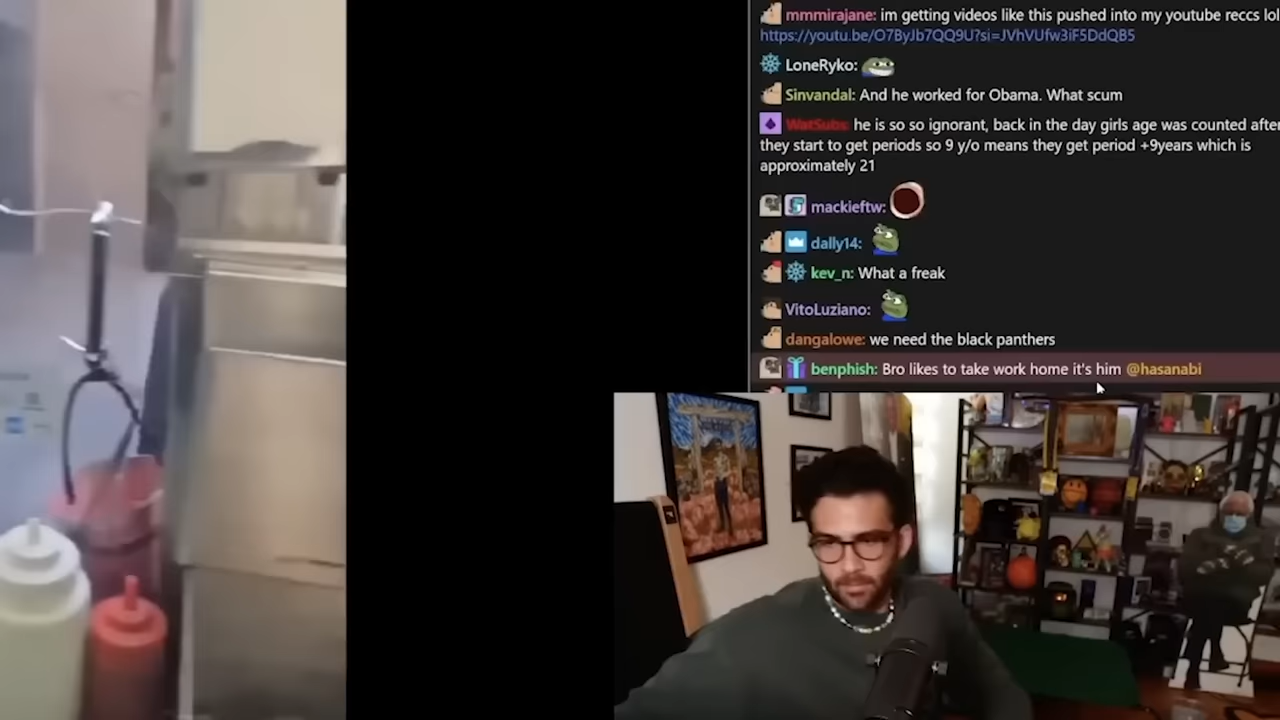 mmmirajane: im getting videos like this pushed into my youtube reccs lol
https://youtu.be/O7ByJb7QQ9U?si=JVhVUfw3iF5DdQB5
LoneRyko:
Sinvandal: And he worked for Obama. What scum
WatSubs: he is so so ignorant, back in the day girls age was counted after
they start to get periods so 9 y/o means they get period +9years which is
approximately 21
mackieftw:
dally14:
kev_n: What a freak
VitoLuziano:
dangalowe: we need the black panthers
benphish: Bro likes to take work home it's him @hasanabi